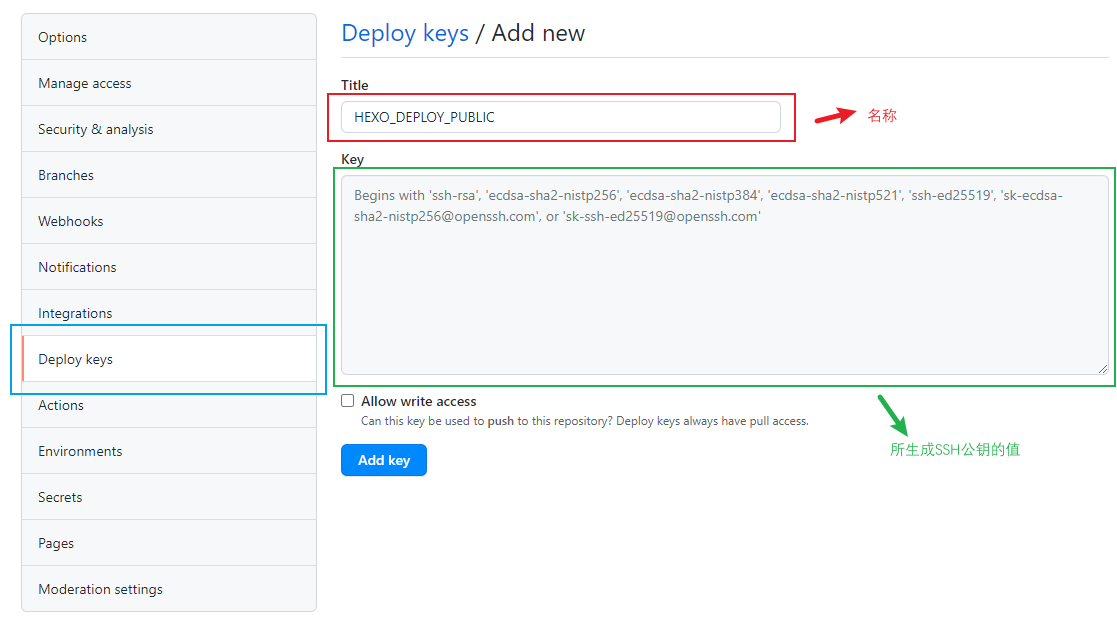 Options
Manage access
Security & analysis
Branches
Webhooks
Notifications
Integrations
Deploy keys
Actions
Environments
Secrets
Pages
Moderation settings
Deploy keys / Add new
Title
HEXO_DEPLOY_PUBLIC
名称
Key
Begins with 'ssh-rsa', 'ecdsa-sha2-nistp256', 'ecdsa-sha2-nistp384', 'ecdsa-sha2-nistp521', 'ssh-ed25519', 'sk-ecdsa-
sha2-nistp256@openssh.com', or 'sk-ssh-ed25519@openssh.com'
Allow write access
Can this key be used to push to this repository? Deploy keys always have pull access.
所生成SSH公钥的值
Add key